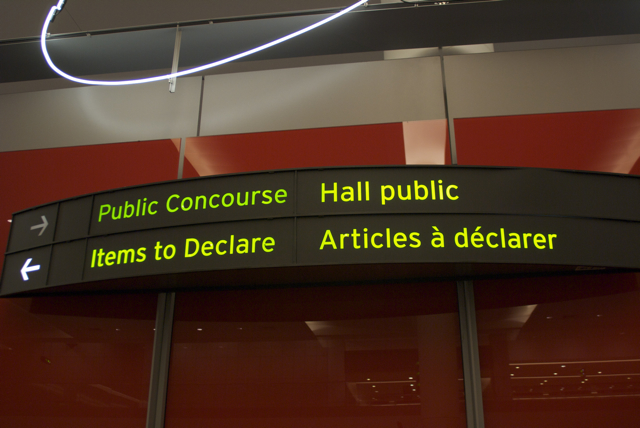 Public Concourse Hall public
Items to Declare Articles à déclarer